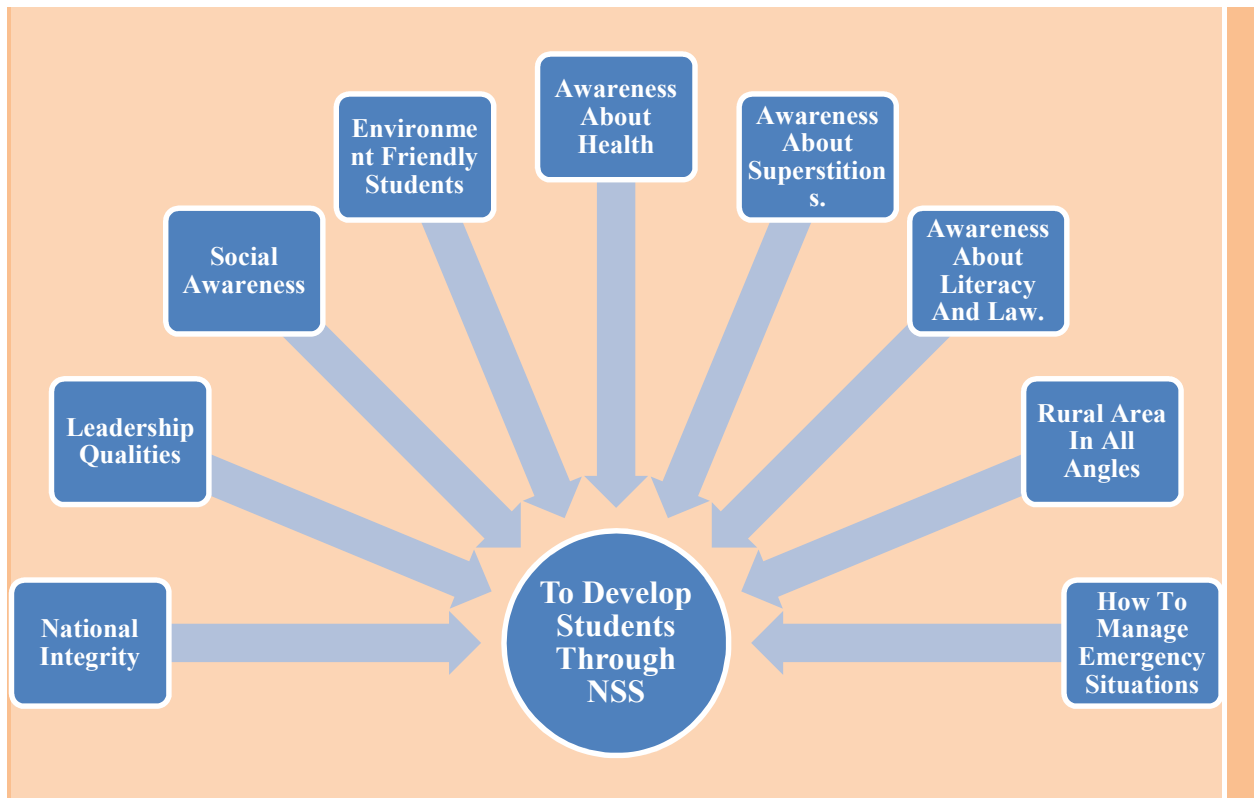 National
Integrity
Leadership
Qualities
Social
Awareness
Environme
nt Friendly
Students
Awareness
About
Health
Awareness
About
Superstition
s.
Awareness
About
Literacy
And Law.
Rural Area
In All
Angles
How To
Manage
Emergency
Situations
To Develop
Students
Through
NSS